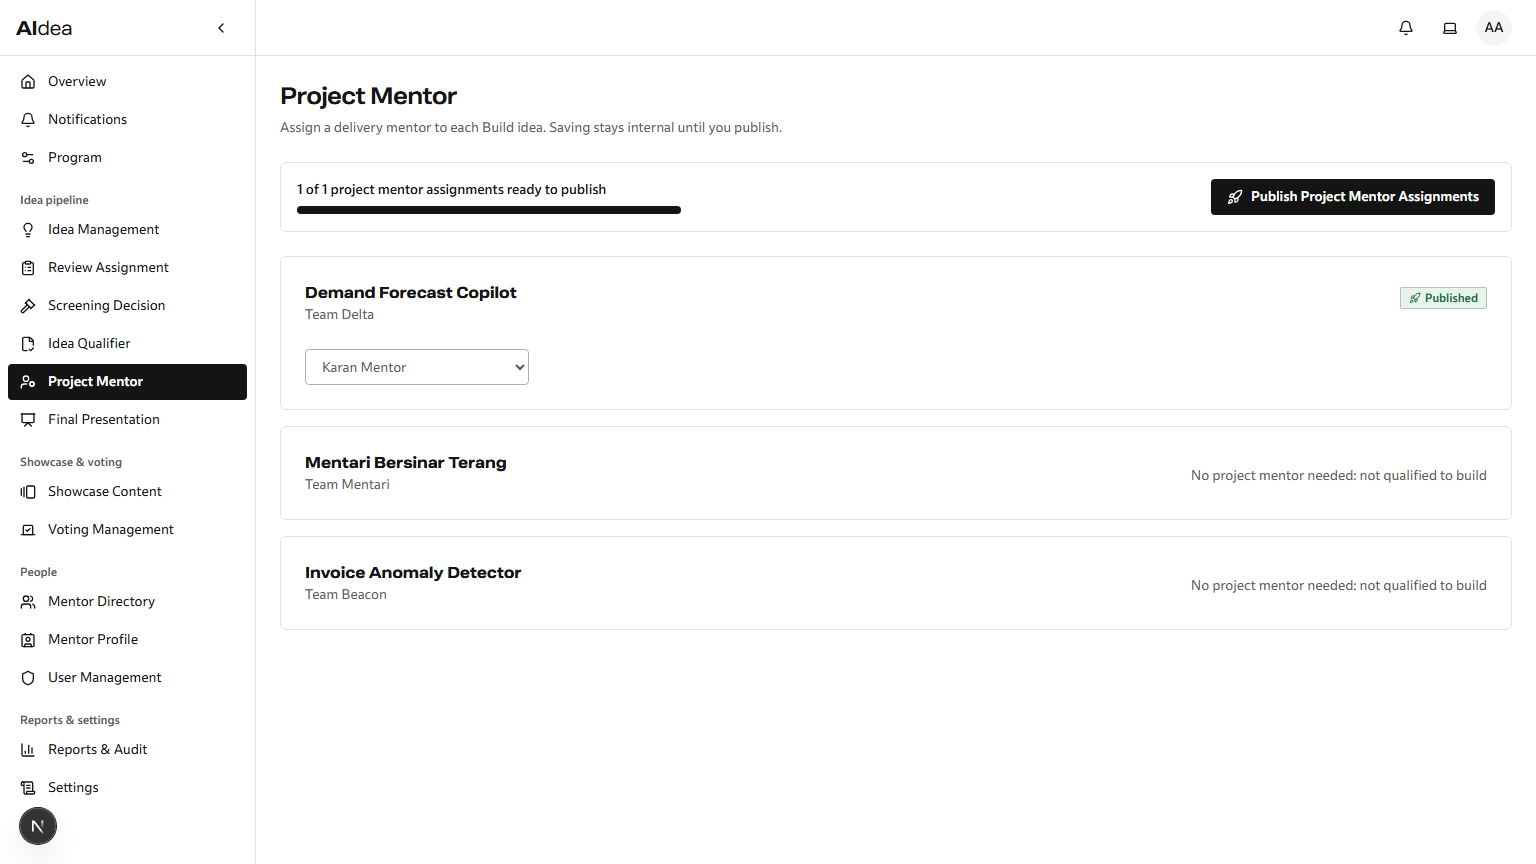 AIdea
AA
Overview
Notifications
Program
Idea pipeline
Idea Management
Review Assignment
Screening Decision
Idea Qualifier
Project Mentor
Final Presentation
Showcase & voting
Showcase Content
Voting Management
People
Mentor Directory
Mentor Profile
User Management
Reports & settings
Reports & Audit
Settings
N
Project Mentor
Assign a delivery mentor to each Build idea. Saving stays internal until you publish.
1 of 1 project mentor assignments ready to publish
Publish Project Mentor Assignments
Demand Forecast Copilot
Team Delta
Published
Karan Mentor
Mentari Bersinar Terang
Team Mentari
No project mentor needed: not qualified to build
Invoice Anomaly Detector
Team Beacon
No project mentor needed: not qualified to build